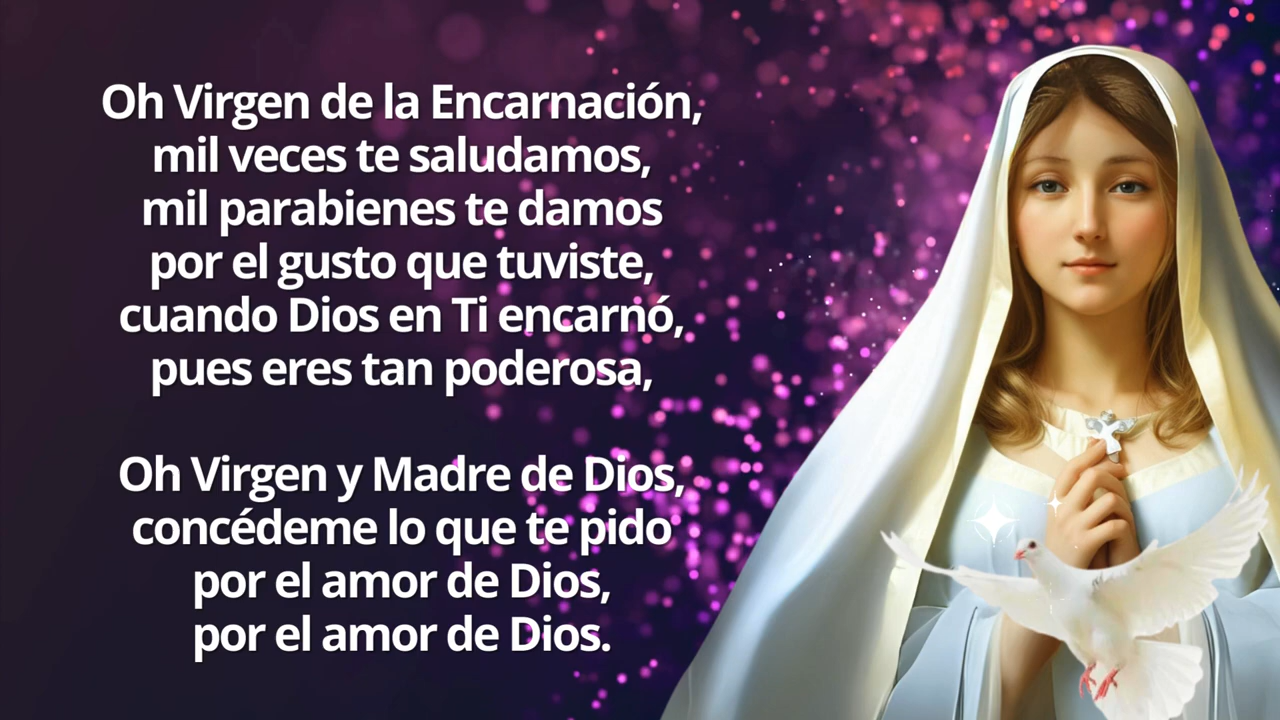 Oh Virgen de la Encarnación,
mil veces te saludamos,
mil parabienes te damos
por el gusto que tuviste,
cuando Dios en Ti encarnó,
pues eres tan poderosa,
Oh Virgen y Madre de Dios,
concédeme lo que te pido
por el amor de Dios,
por el amor de Dios.